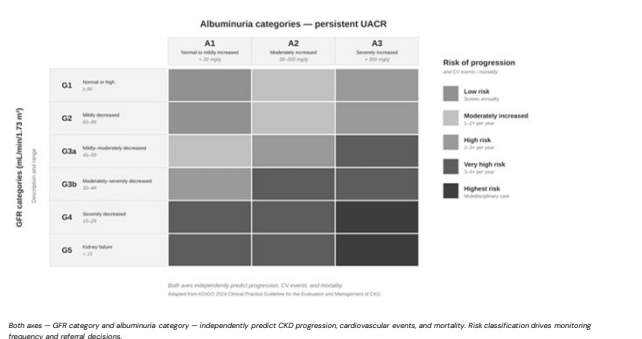 Albuminuria categories — persistent UACR
A1
Normal to mildly increased
< 30 mg/g
A2
Moderately increased
30–300 mg/g
A3
Severely increased
> 300 mg/g
GFR categories (mL/min/1.73 m²)
Description and range
G1
Normal or high
≥ 90
G2
Mildly decreased
60–89
G3a
Mildly–moderately decreased
45–59
G3b
Moderately–severely decreased
30–44
G4
Severely decreased
15–29
G5
Kidney failure
< 15
Risk of progression
and CV events / mortality
Low risk
Screen annually
Moderately increased
1–2× per year
High risk
2–3× per year
Very high risk
3–4× per year
Highest risk
Multidisciplinary care
Both axes independently predict progression, CV events, and mortality.
Adapted from KDIGO 2024 Clinical Practice Guideline for the Evaluation and Management of CKD.
Both axes — GFR category and albuminuria category — independently predict CKD progression, cardiovascular events, and mortality. Risk classification drives monitoring
frequency and referral decisions.